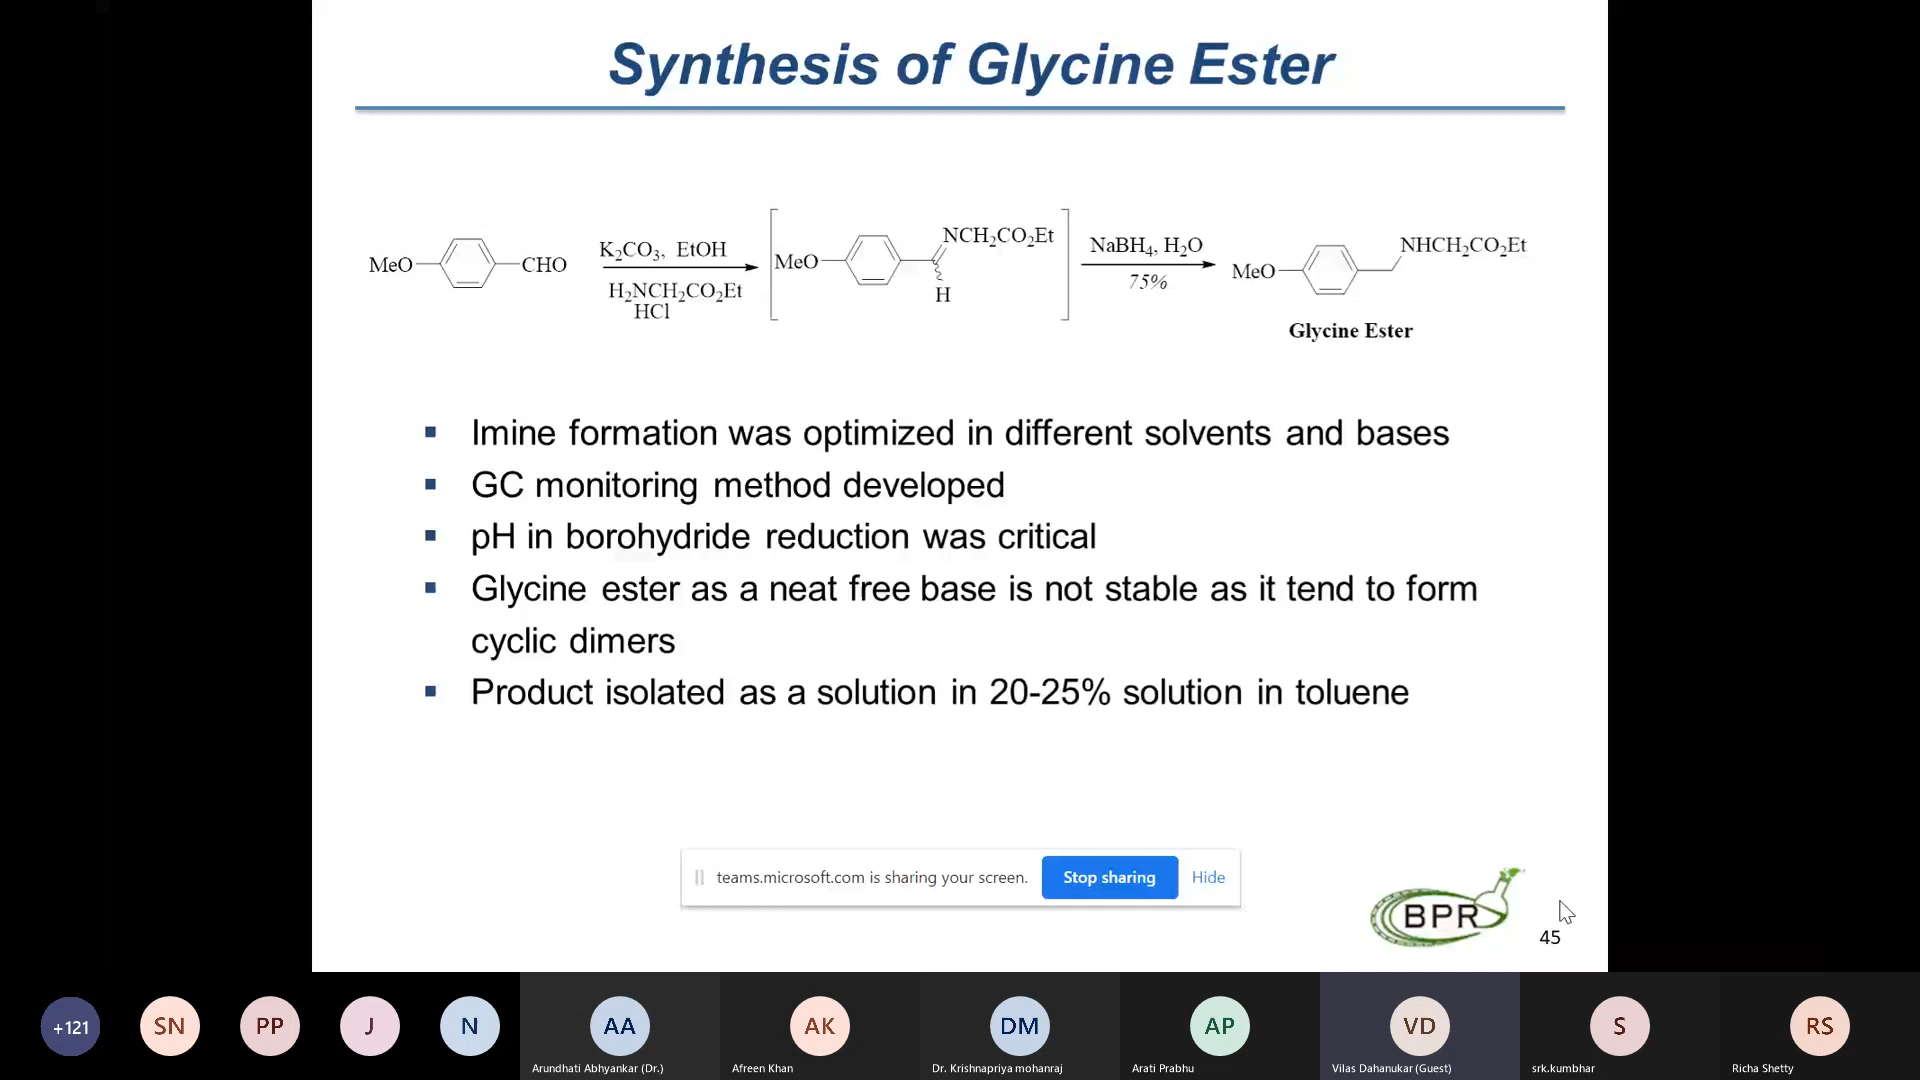 Synthesis of Glycine Ester
MeO CHO
K2CO3, EtOH
H2NCH2CO2Et
HCl
MeO NCH2CO2Et
H
NaBH4, H2O
75%
MeO NHCH2CO2Et
Glycine Ester
▪ Imine formation was optimized in different solvents and bases
▪ GC monitoring method developed
▪ pH in borohydride reduction was critical
▪ Glycine ester as a neat free base is not stable as it tend to form
cyclic dimers
▪ Product isolated as a solution in 20-25% solution in toluene
teams.microsoft.com is sharing your screen. Stop sharing Hide
BPR
45
+121 SN PP J N AA AK DM AP VD S RS
Arundhati Abhyankar (Dr.) Afreen Khan Dr. Krishnapriya mohanraj Arati Prabhu Vilas Dahanukar (Guest) srk.kumbhar Richa Shetty